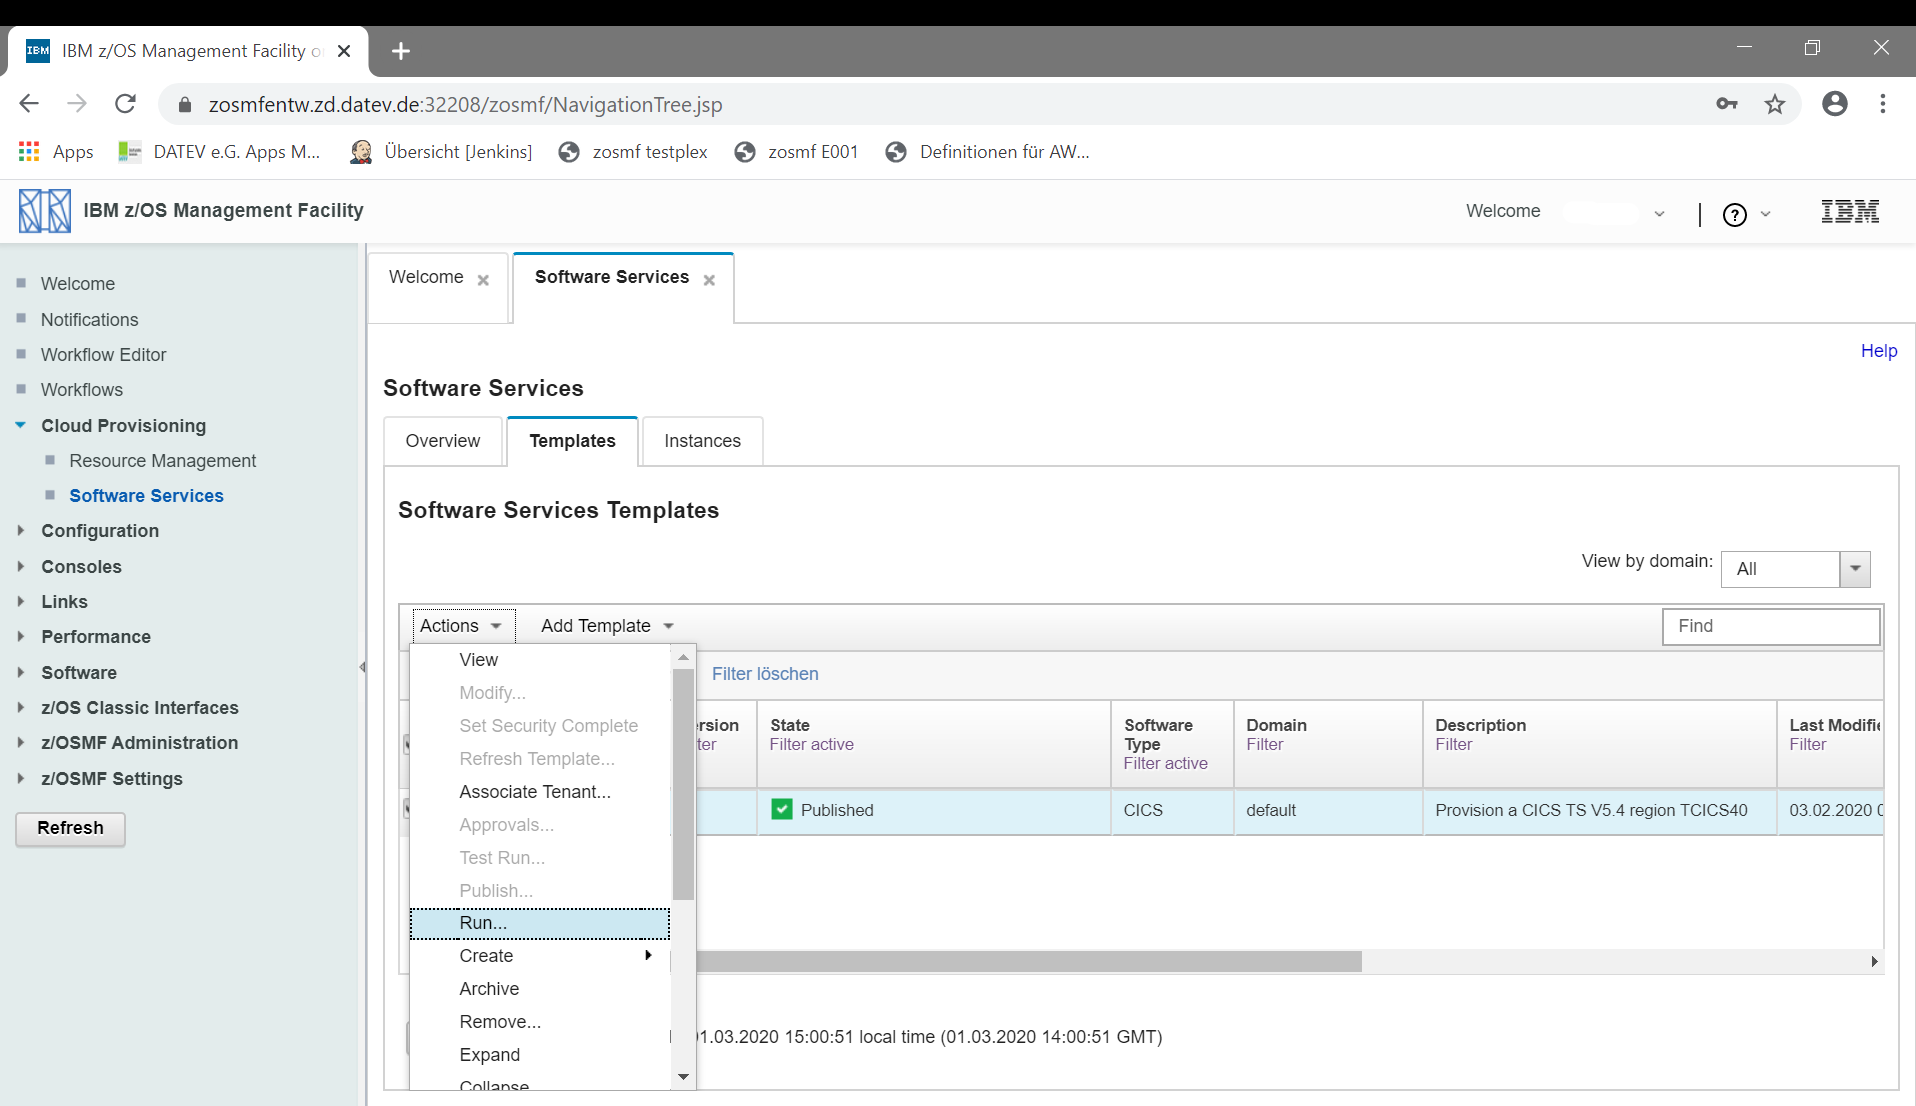 IBM z/OS Management Facility
zosmfentw.zd.datev.de:32208/zosmf/NavigationTree.jsp
Apps DATEV e.G. Apps M... Übersicht [Jenkins] zosmf testplex zosmf E001 Definitionen für AW...
IBM z/OS Management Facility
Welcome ? IBM
Welcome
Notifications
Workflow Editor
Workflows
Cloud Provisioning
Resource Management
Software Services
Configuration
Consoles
Links
Performance
Software
z/OS Classic Interfaces
z/OSMF Administration
z/OSMF Settings
Refresh
Welcome Software Services
Help
Software Services
Overview Templates Instances
Software Services Templates
View by domain: All
Actions Add Template Find
View
Modify...
Set Security Complete
Refresh Template...
Associate Tenant...
Approvals...
Test Run...
Publish...
Run...
Create
Archive
Remove...
Expand
Collapse
Filter löschen
State
Filter active
Software
Type
Filter active
Domain
Filter
Description
Filter
Last Modifie
Filter
Published CICS default Provision a CICS TS V5.4 region TCICS40 03.02.2020
01.03.2020 15:00:51 local time (01.03.2020 14:00:51 GMT)